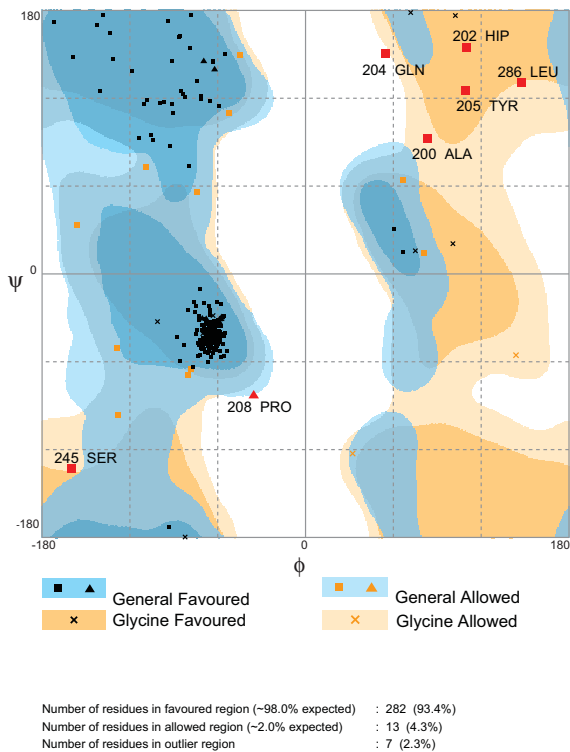 180
202 HIP
204 GLN
286 LEU
205 TYR
200 ALA
0
ψ
208 PRO
245 SER
-180
-180
0
180
ϕ
General Favoured
General Allowed
Glycine Favoured
Glycine Allowed
Number of residues in favoured region (~98.0% expected) : 282 (93.4%)
Number of residues in allowed region (~2.0% expected) : 13 (4.3%)
Number of residues in outlier region : 7 (2.3%)